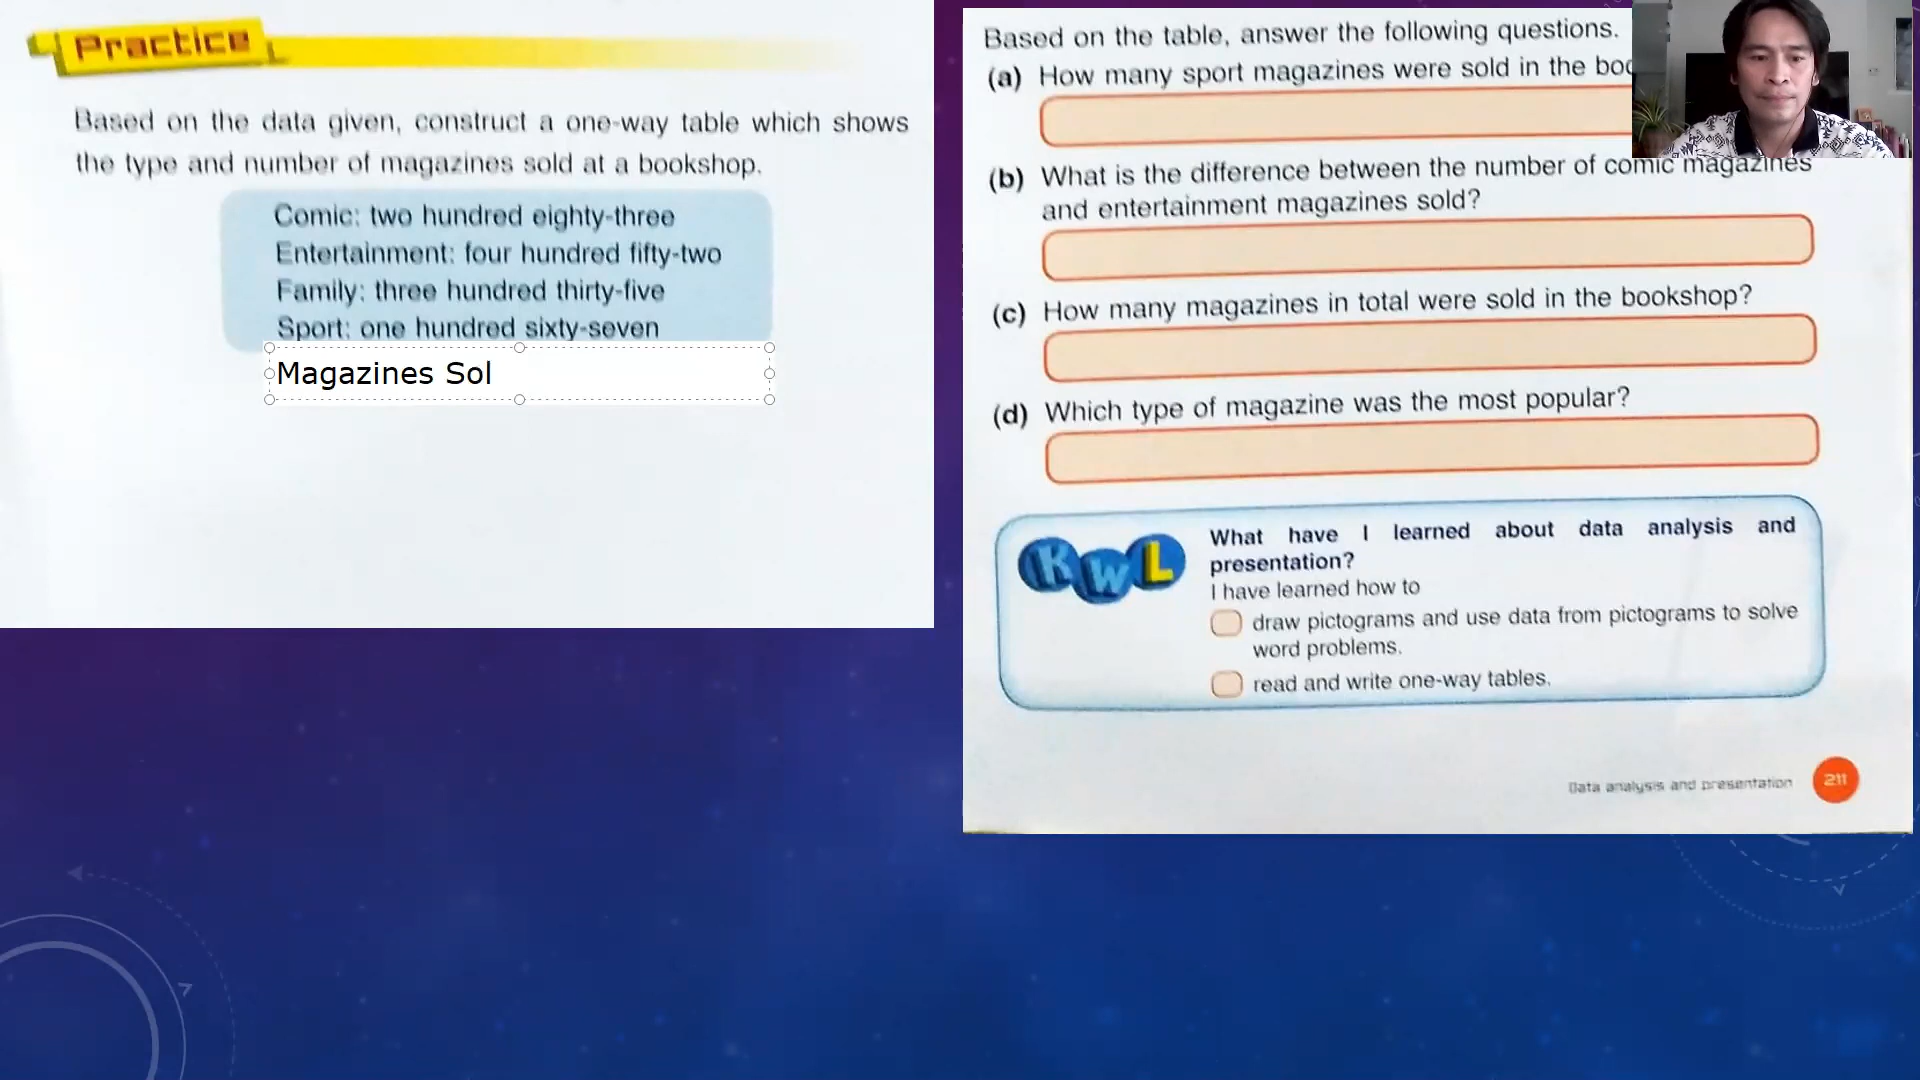 Practice
Based on the data given, construct a one-way table which shows
the type and number of magazines sold at a bookshop.
Comic: two hundred eighty-three
Entertainment: four hundred fifty-two
Family: three hundred thirty-five
Sport: one hundred sixty-seven
Magazines Sol
Based on the table, answer the following questions.
(a) How many sport magazines were sold in the
(b) What is the difference between the number of comic magazines
and entertainment magazines sold?
(c) How many magazines in total were sold in the bookshop?
(d) Which type of magazine was the most popular?
KWL
What have I learned about data analysis and
presentation?
I have learned how to
draw pictograms and use data from pictograms to solve
word problems.
read and write one-way tables.
Data analysis and presentation 211